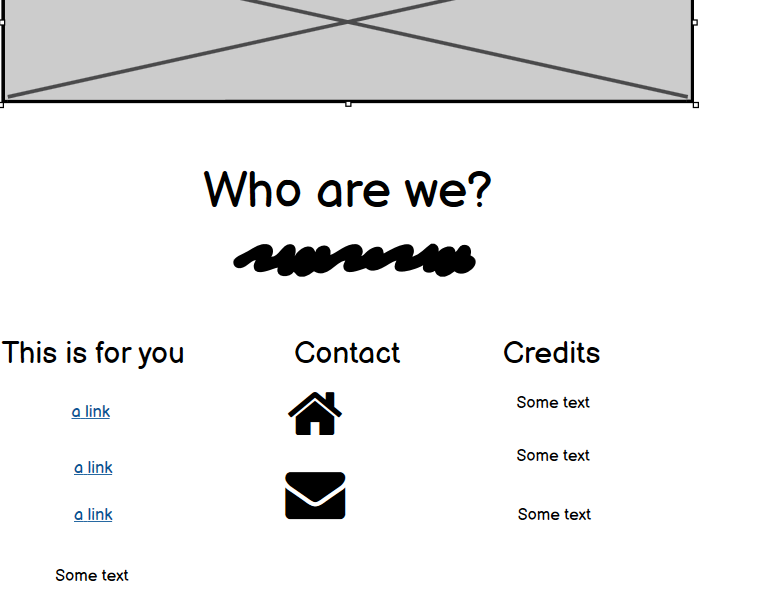 Who are we?
This is for you
Contact
Credits
a link
a link
a link
Some text
Some text
Some text
Some text